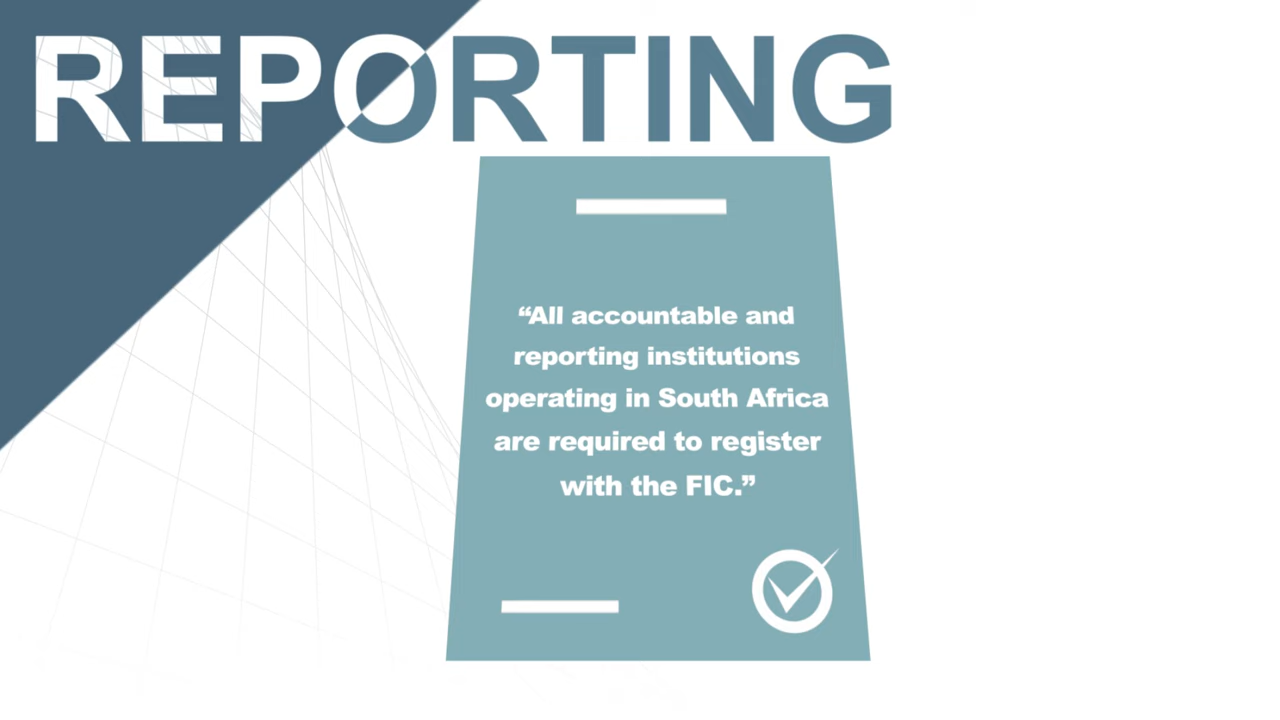 REPORTING
“All accountable and
reporting institutions
operating in South Africa
are required to register
with the FIC.”